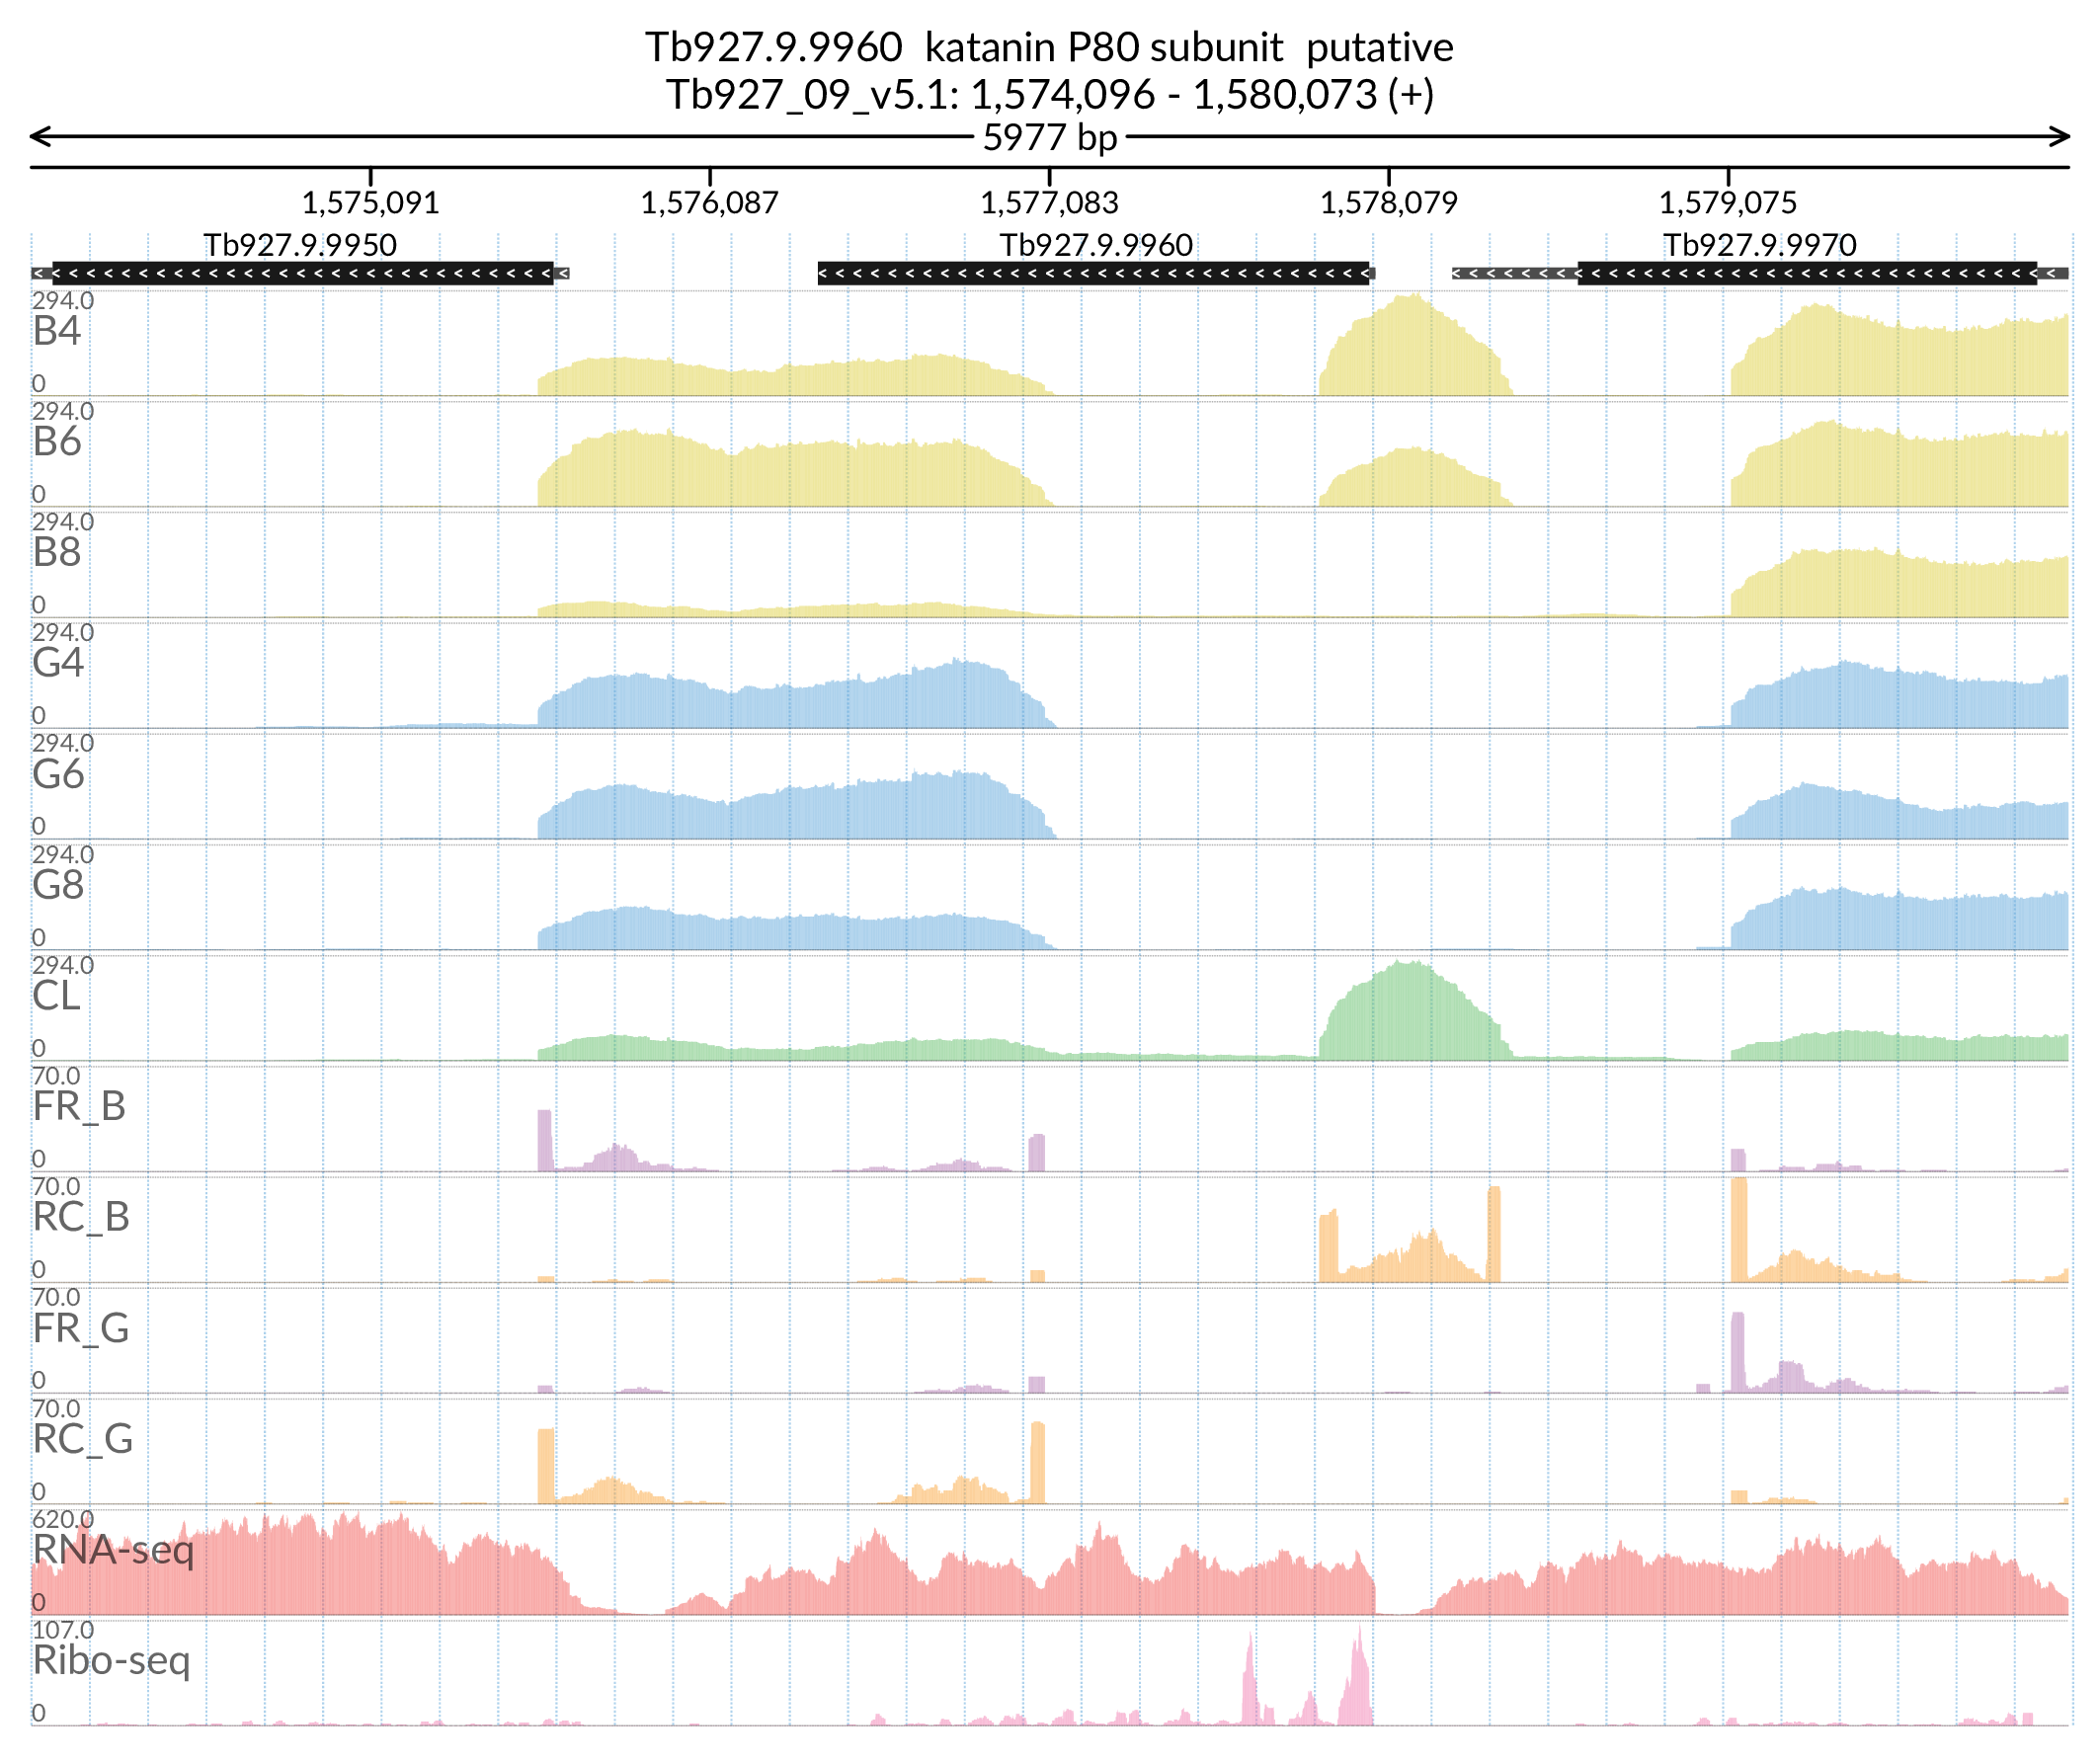 Tb927.9.9960 katanin P80 subunit putative
Tb927_09_v5.1: 1,574,096 - 1,580,073 (+)
5977 bp
1,575,091 1,576,087 1,577,083 1,578,079 1,579,075
Tb927.9.9950 Tb927.9.9960 Tb927.9.9970
294.0
B4
0
294.0
B6
0
294.0
B8
0
294.0
G4
0
294.0
G6
0
294.0
G8
0
294.0
CL
0
70.0
FR_B
0
70.0
RC_B
0
70.0
FR_G
0
70.0
RC_G
0
620.0
RNA-seq
0
107.0
Ribo-seq
0